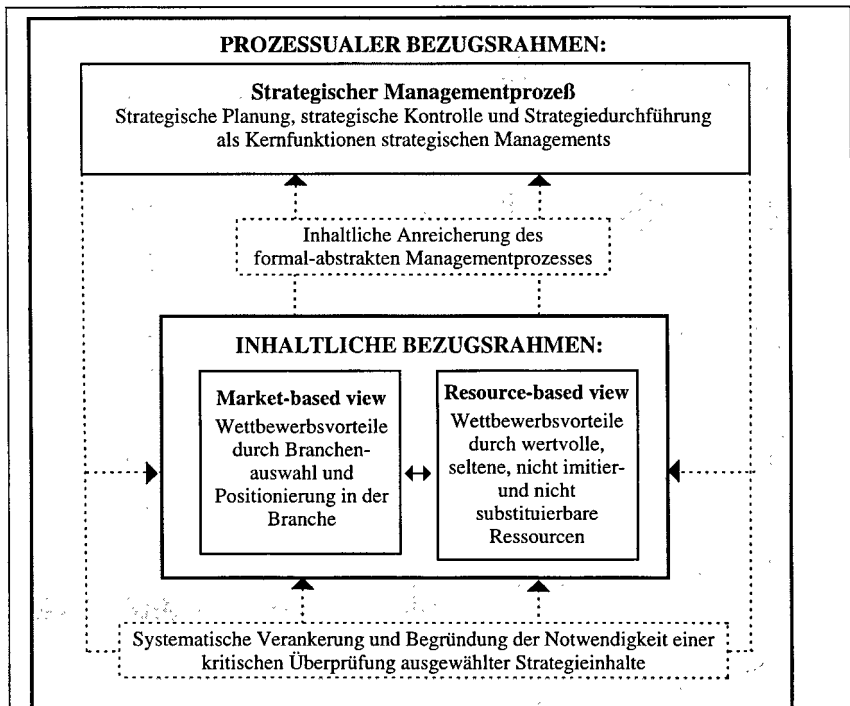 PROZESSUALER BEZUGSRAHMEN:
Strategischer Managementprozeß
Strategische Planung, strategische Kontrolle und Strategiedurchführung
als Kernfunktionen strategischen Managements
Inhaltliche Anreicherung des
formal-abstrakten Managementprozesses
INHALTLICHE BEZUGSRAHMEN:
Market-based view
Wettbewerbsvorteile
durch Branchen-
auswahl und
Positionierung in der
Branche
Resource-based view
Wettbewerbsvorteile
durch wertvolle,
seltene, nicht imitier-
und nicht
substituierbare
Ressourcen
Systematische Verankerung und Begründung der Notwendigkeit einer
kritischen Überprüfung ausgewählter Strategieinhalte